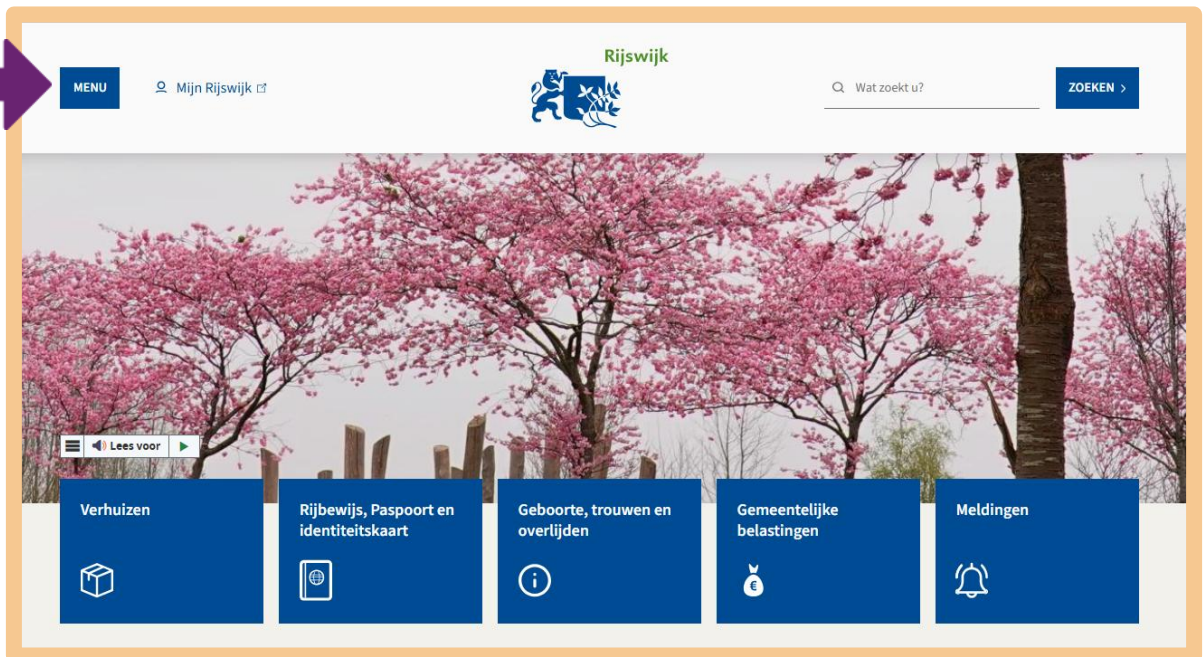 Rijswijk
MENU
Mijn Rijswijk
Wat zoekt u?
ZOEKEN >
Lees voor
Verhuizen
Rijbewijs, Paspoort en
identiteitskaart
Geboorte, trouwen en
overlijden
Gemeentelijke
belastingen
Meldingen